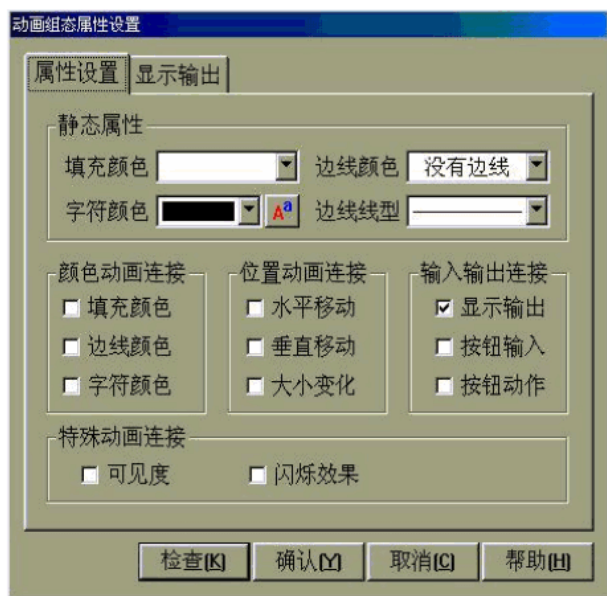 动画组态属性设置
属性设置 显示输出
静态属性
填充颜色 边线颜色 没有边线
字符颜色 Aa 边线线型
颜色动画连接 位置动画连接 输入输出连接
填充颜色 水平移动 显示输出
边线颜色 垂直移动 按钮输入
字符颜色 大小变化 按钮动作
特殊动画连接
可见度 闪烁效果
检查(K) 确认(Y) 取消(C) 帮助(H)